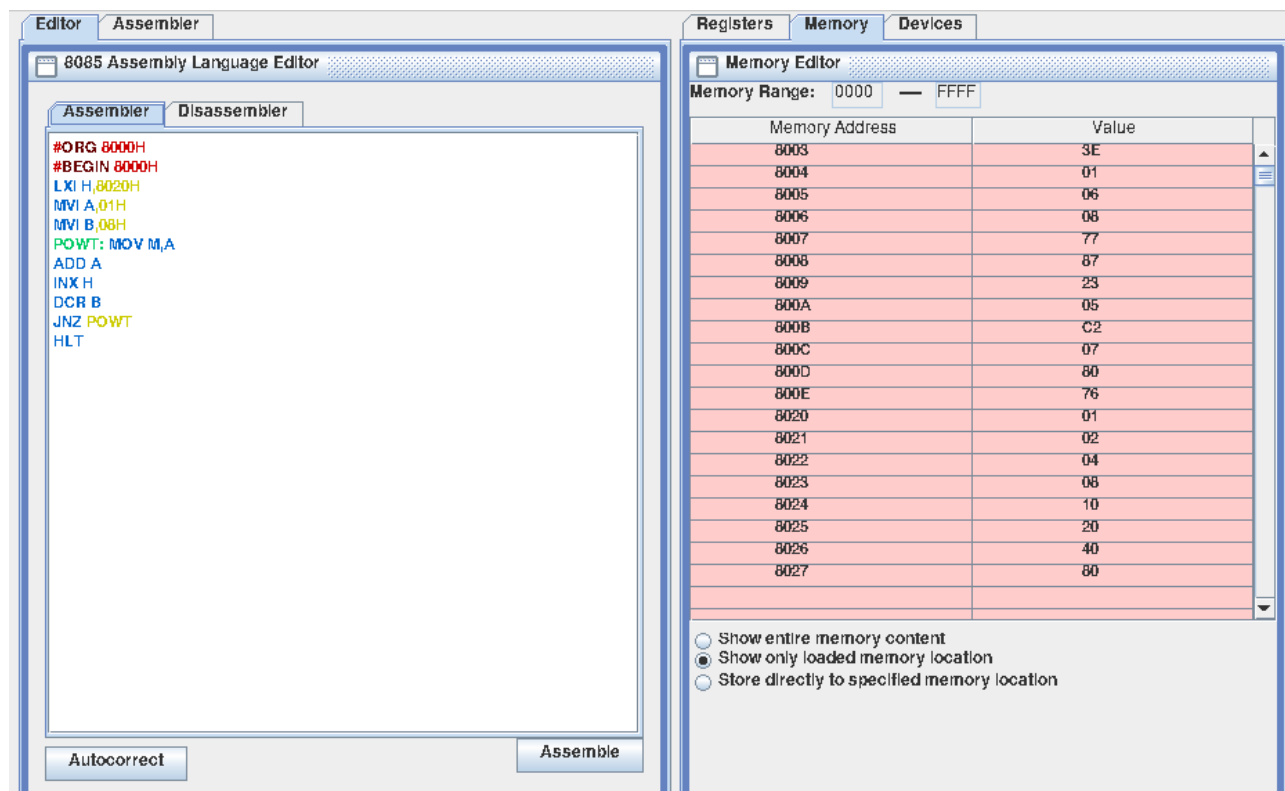 Editor Assembler
8085 Assembly Language Editor
Assembler Disassembler
#ORG 8000H
#BEGIN 8000H
LXI H,8020H
MVI A,01H
MVI B,08H
POWT: MOV M,A
ADD A
INX H
DCR B
JNZ POWT
HLT
Autocorrect
Assemble
Registers Memory Devices
Memory Editor
Memory Range: 0000 — FFFF
Memory Address Value
8003 3E
8004 01
8005 06
8006 08
8007 77
8008 87
8009 23
800A 05
800B C2
800C 07
800D 80
800E 76
8020 01
8021 02
8022 04
8023 08
8024 10
8025 20
8026 40
8027 80
Show entire memory content
Show only loaded memory location
Store directly to specified memory location